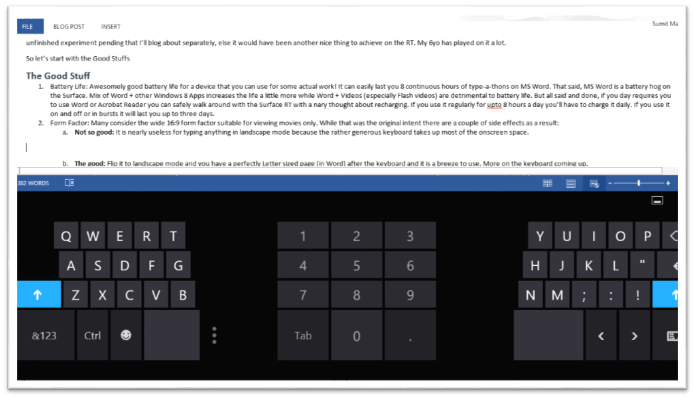 FILE BLOG POST INSERT Sumit Ma
unfinished experiment pending that I'll blog about separately, else it would have been another nice thing to achieve on the RT. My 6yo has played on it a lot.
So let's start with the Good Stuffs
The Good Stuff
1. Battery Life: Awesomely good battery life for a device that you can use for some actual work! It can easily last you 8 continuous hours of type-a-thons on MS Word. That said, MS Word is a battery hog on
the Surface. Mix of Word + other Windows 8 Apps increases the life a little more while Word + Videos (especially Flash videos) are detrimental to battery life. But all said and done, if you day requires you
to use Word or Acrobat Reader you can safely walk around with the Surface RT with a nary thought about recharging. If you use it regularly for upto 8 hours a day you'll have to charge it daily. If you use it
on and off or in bursts it will last you up to three days.
2. Form Factor: Many consider the wide 16:9 form factor suitable for viewing movies only. While that was the original intent there are a couple of side effects as a result:
a. Not so good: It is nearly useless for typing anything in landscape mode because the rather generous keyboard takes up most of the onscreen space.
b. The good: Flip it to landscape mode and you have a perfectly Letter sized page (in Word) after the keyboard and it is a breeze to use. More on the keyboard coming up.
382 WORDS
Q W E R T 1 2 3 Y U I O P
A S D F G 4 5 6 H J K L "
Z X C V B 7 8 9 N M ; : !
&123 Ctrl Tab 0 . < >